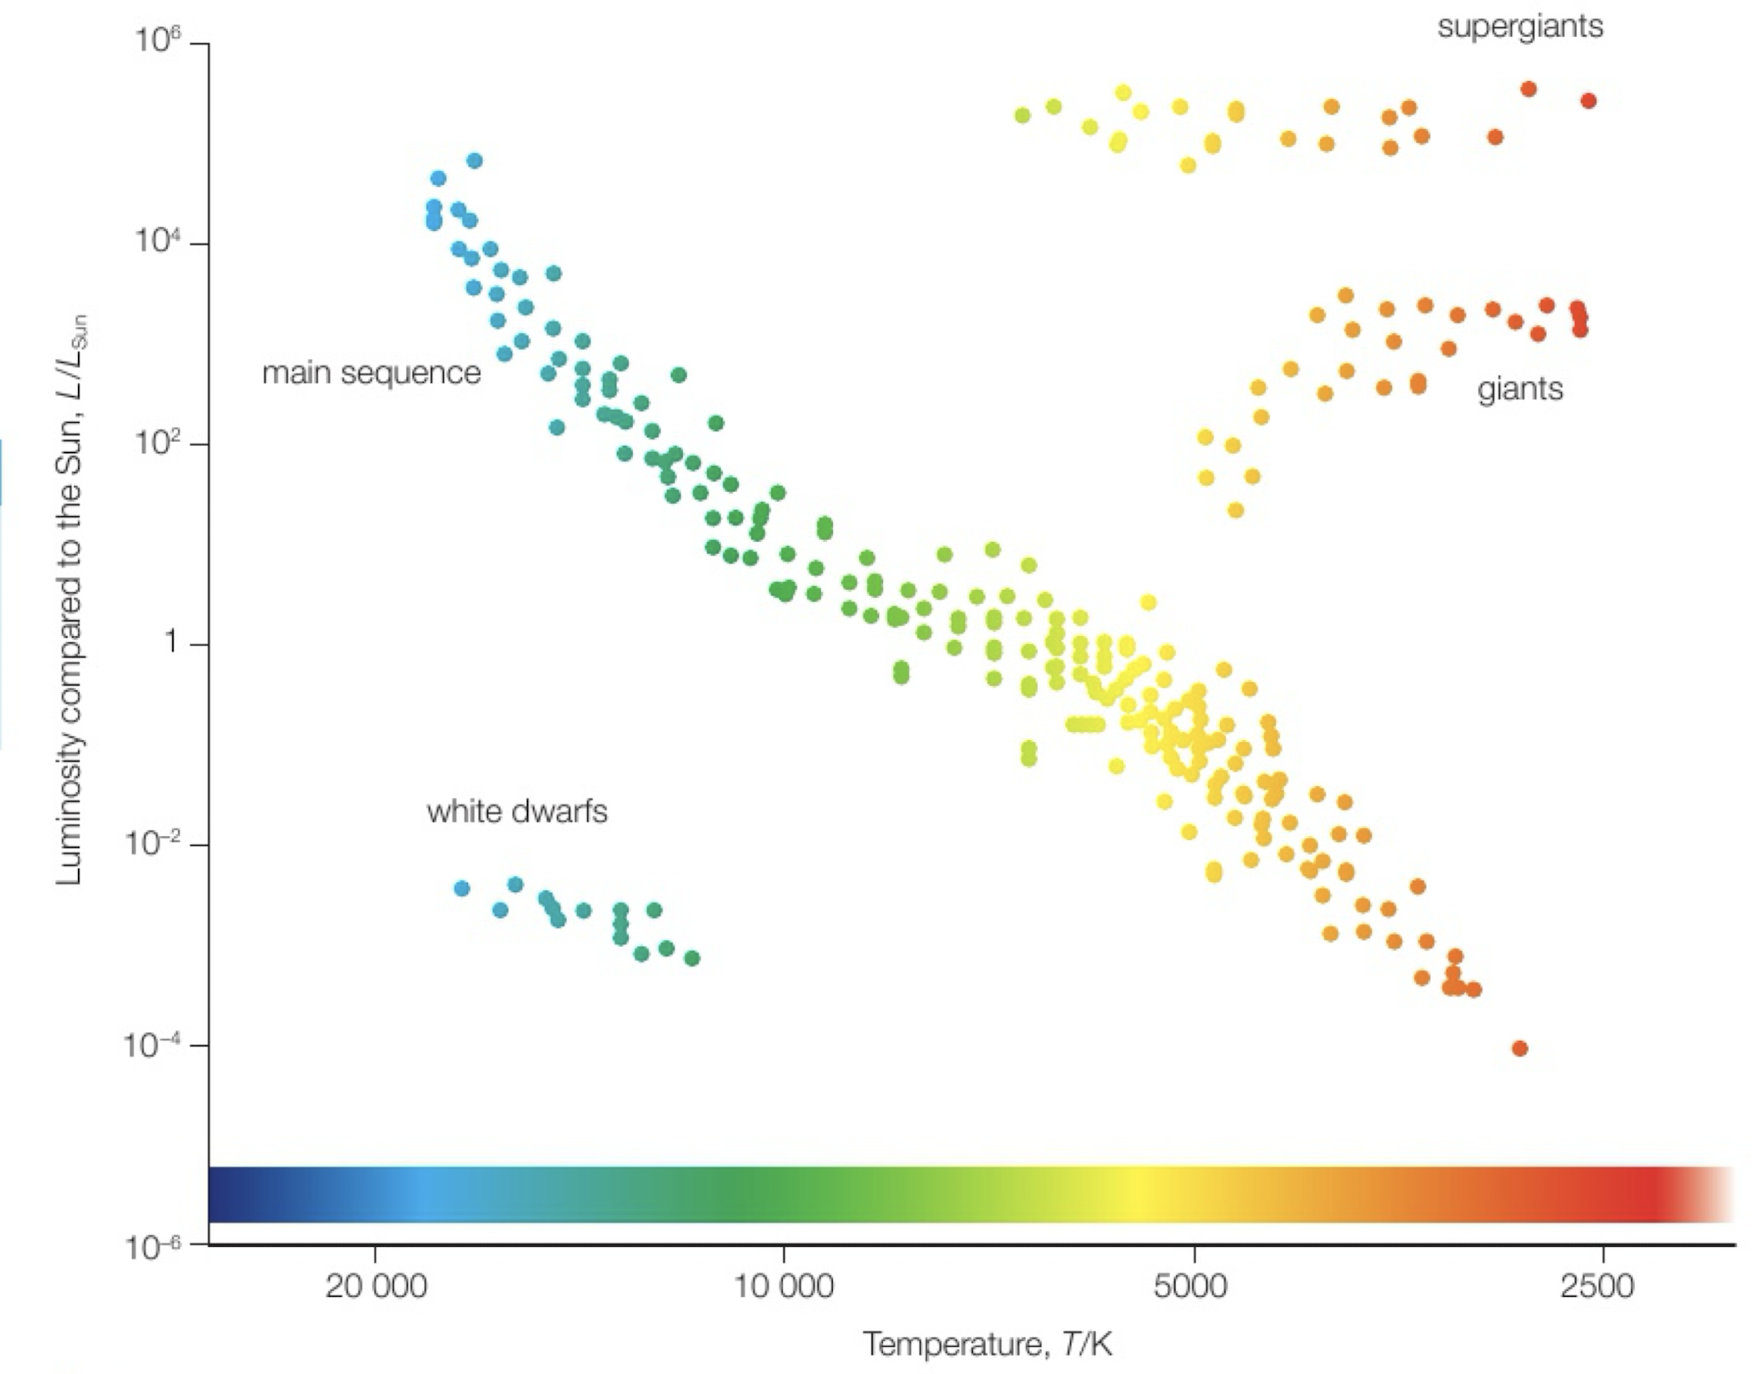 supergiants
10⁶
10⁴
main sequence
giants
10²
Luminosity compared to the Sun, L/L_Sun
1
white dwarfs
10⁻²
10⁻⁴
10⁻⁶
20 000 10 000 5000 2500
Temperature, T/K